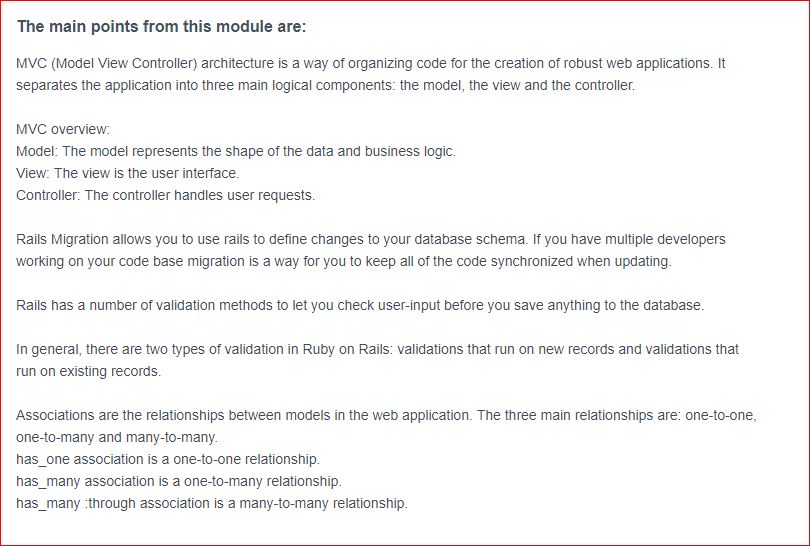 The main points from this module are:
MVC (Model View Controller) architecture is a way of organizing code for the creation of robust web applications. It
separates the application into three main logical components: the model, the view and the controller.
MVC overview:
Model: The model represents the shape of the data and business logic.
View: The view is the user interface.
Controller: The controller handles user requests.
Rails Migration allows you to use rails to define changes to your database schema. If you have multiple developers
working on your code base migration is a way for you to keep all of the code synchronized when updating.
Rails has a number of validation methods to let you check user-input before you save anything to the database.
In general, there are two types of validation in Ruby on Rails: validations that run on new records and validations that
run on existing records.
Associations are the relationships between models in the web application. The three main relationships are: one-to-one,
one-to-many and many-to-many.
has_one association is a one-to-one relationship.
has_many association is a one-to-many relationship.
has_many :through association is a many-to-many relationship.